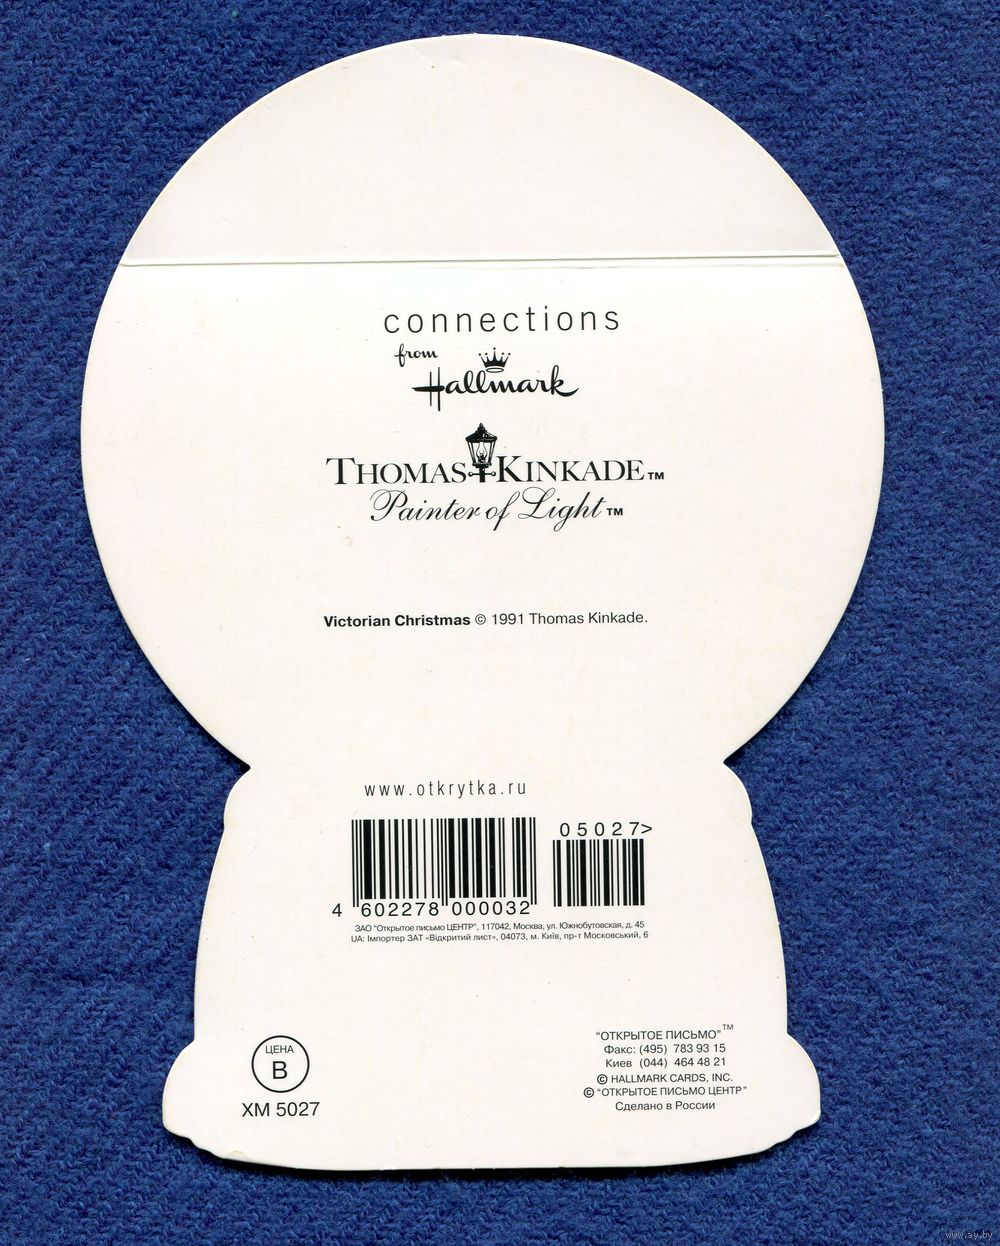 connections
from
Hallmark
THOMAS KINKADE™
Painter of Light™
Victorian Christmas © 1991 Thomas Kinkade.
www.otkrytka.ru
05027>
4 602278 000032
ЗАО "Открытое письмо ЦЕНТР", 117042, Москва, ул. Южнобутовская, д. 45
UA: Імпортер ЗАТ «Відкритий лист», 04073, м. Київ, пр-т Московський, 6
ЦЕНА
В
XM 5027
"ОТКРЫТОЕ ПИСЬМО"™
Факс: (495) 783 93 15
Киев (044) 464 48 21
© HALLMARK CARDS, INC.
© "ОТКРЫТОЕ ПИСЬМО ЦЕНТР"
Сделано в России
www.ay.by